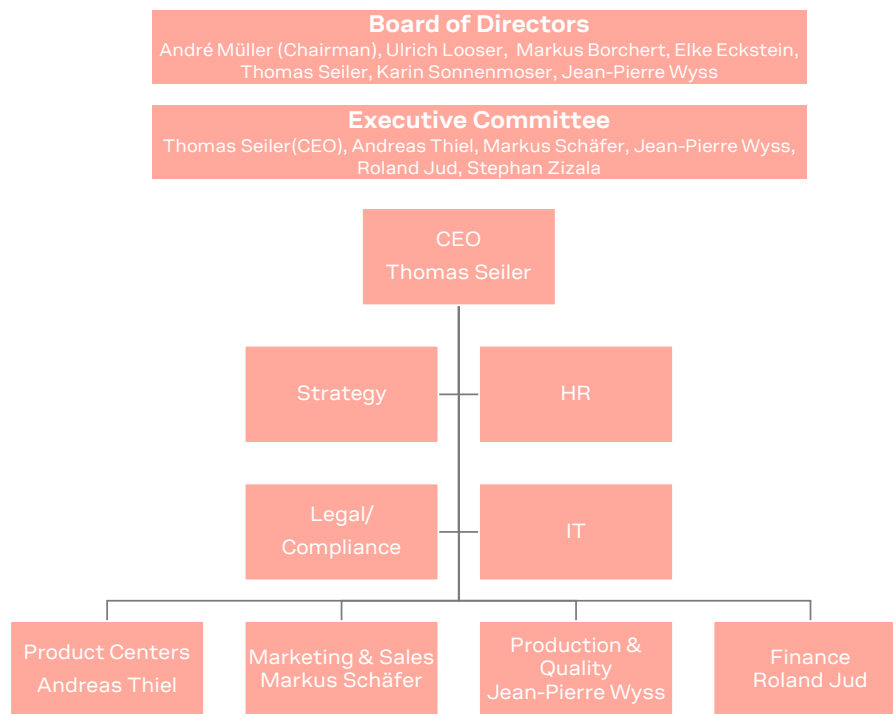 Board of Directors
André Müller (Chairman), Ulrich Looser, Markus Borchert, Elke Eckstein,
Thomas Seiler, Karin Sonnenmoser, Jean-Pierre Wyss
Executive Committee
Thomas Seiler(CEO), Andreas Thiel, Markus Schäfer, Jean-Pierre Wyss,
Roland Jud, Stephan Zizala
CEO
Thomas Seiler
Strategy
HR
Legal/
Compliance
IT
Product Centers
Andreas Thiel
Marketing & Sales
Markus Schäfer
Production &
Quality
Jean-Pierre Wyss
Finance
Roland Jud